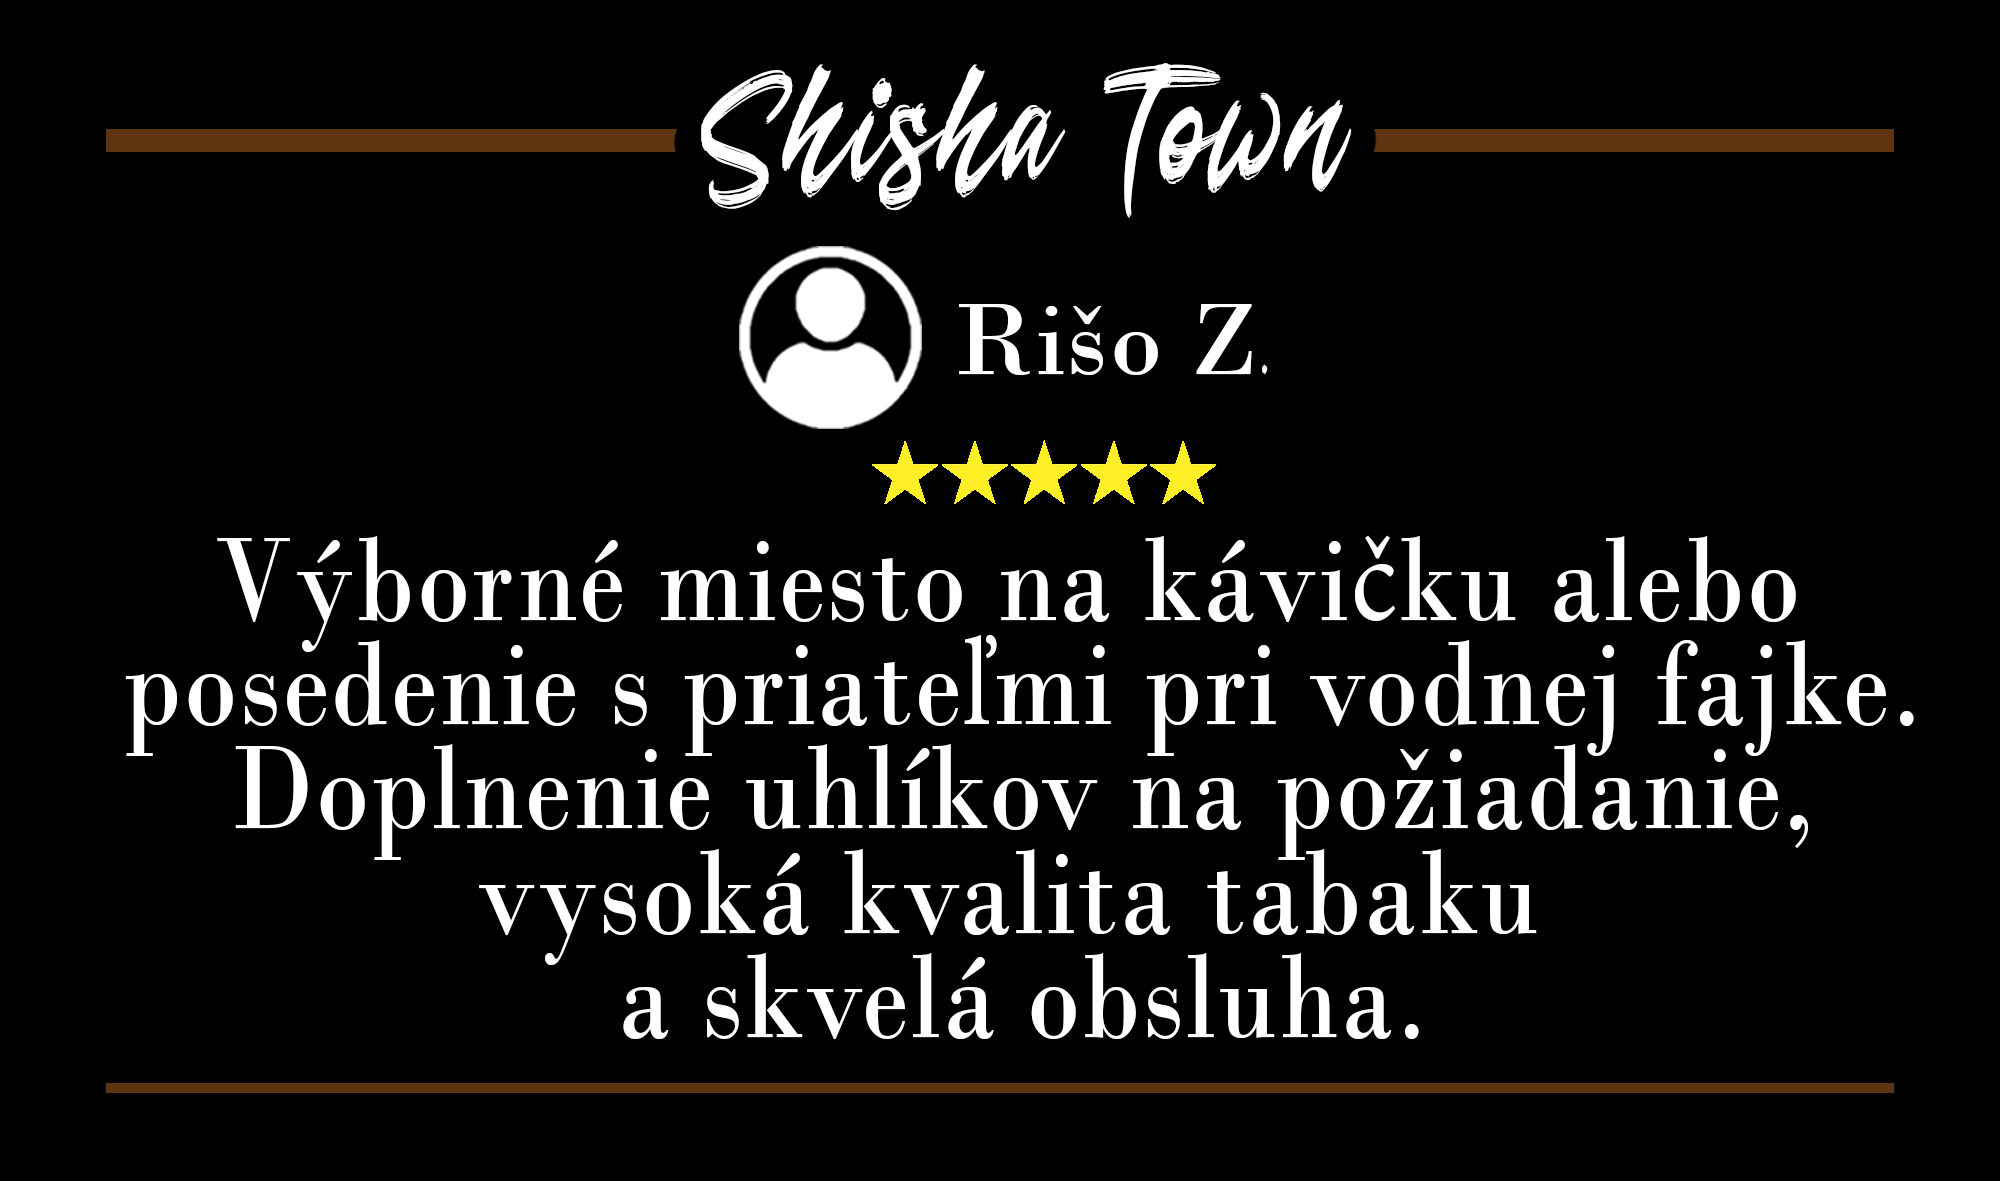 Shisha Town
Rišo Z.
Výborné miesto na kávičku alebo
posedenie s priateľmi pri vodnej fajke.
Doplnenie uhlíkov na požiadanie,
vysoká kvalita tabaku
a skvelá obsluha.